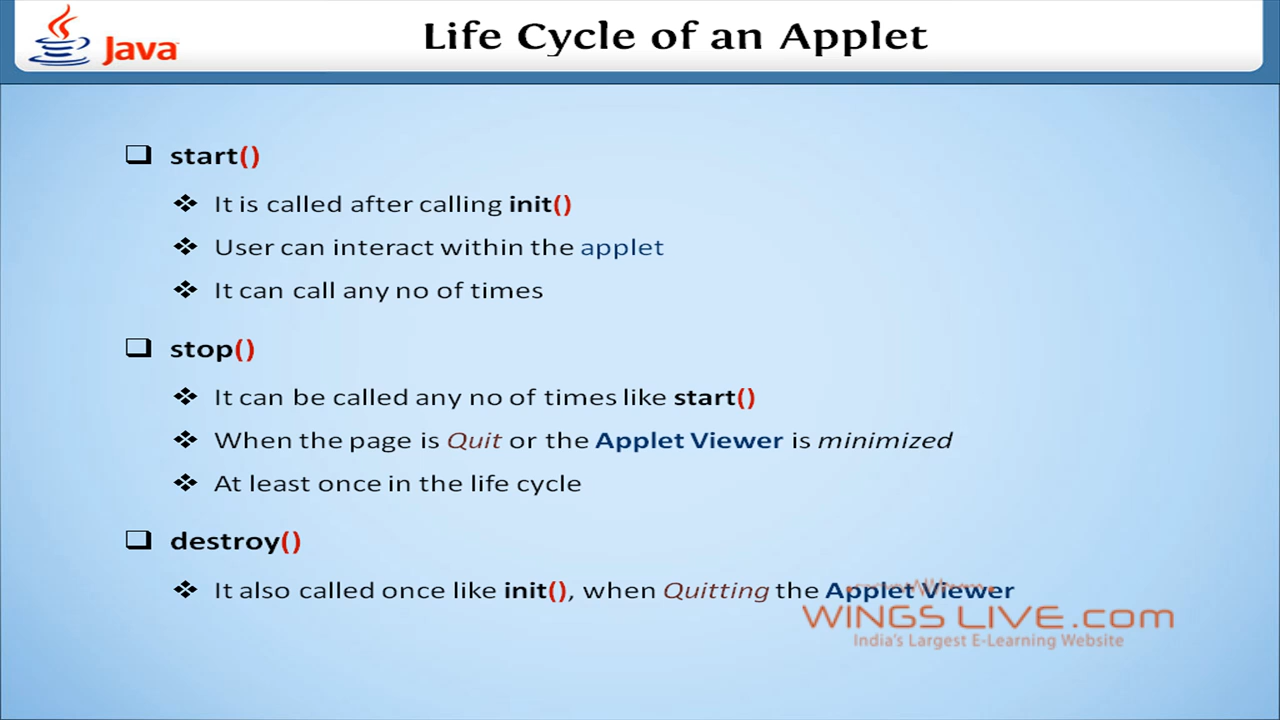 Java
Life Cycle of an Applet
start()
It is called after calling init()
User can interact within the applet
It can call any no of times
stop()
It can be called any no of times like start()
When the page is Quit or the Applet Viewer is minimized
At least once in the life cycle
destroy()
It also called once like init(), when Quitting the Applet Viewer
WINGS LIVE.com
India's Largest E-Learning Website